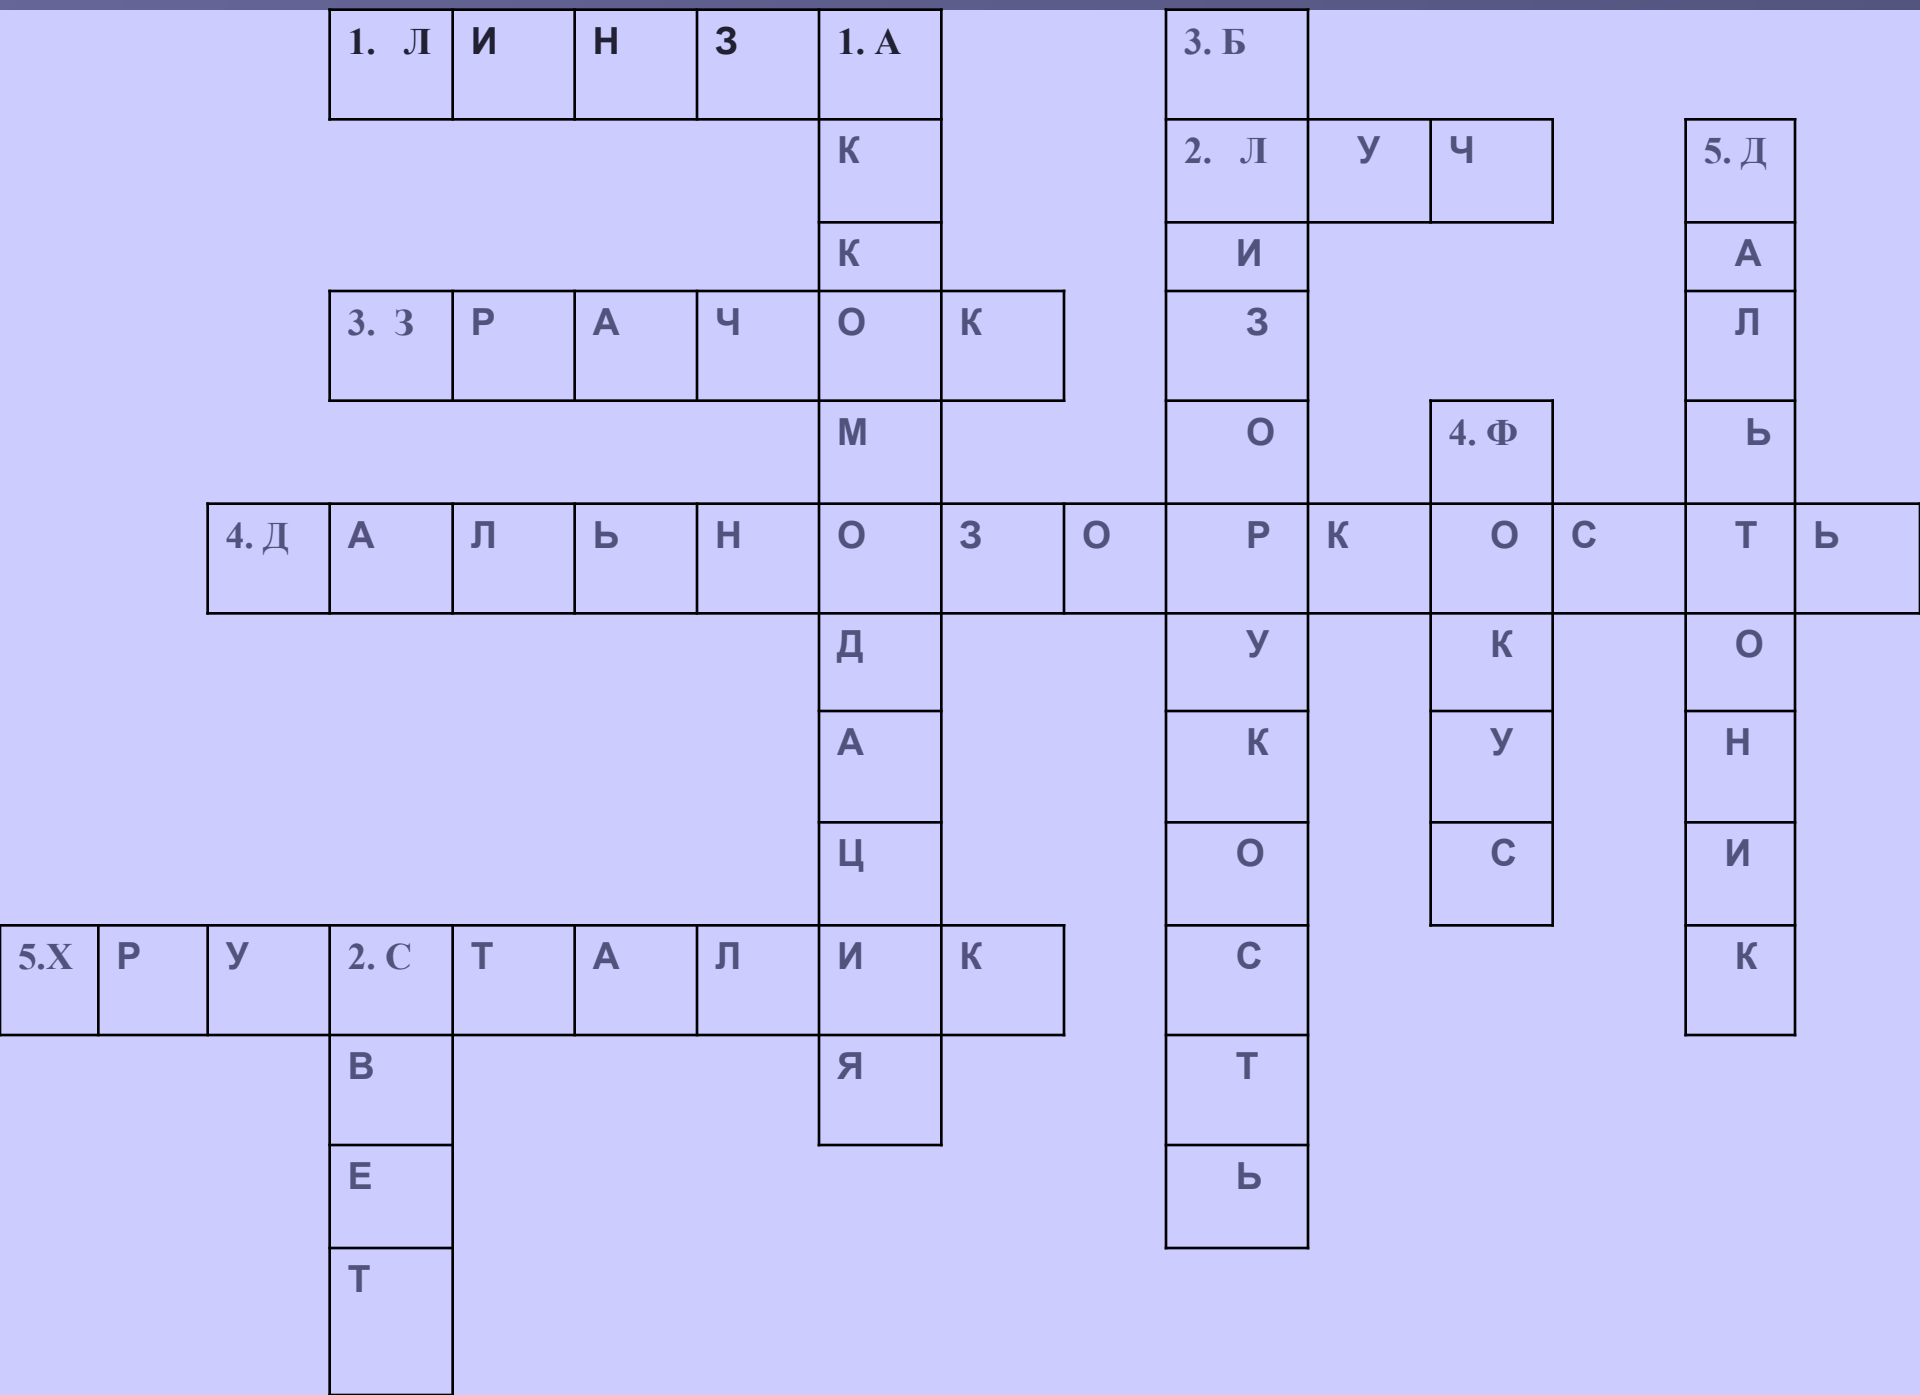 1. Л И Н З 1. А 3. Б
К 2. Л У Ч 5. Д
К И А
3. З Р А Ч О К З Л
М О 4. Ф Ь
4. Д А Л Ь Н О З О Р К О С Т Ь
Д У К О
А К У Н
Ц О С И
5.Х Р У 2. С Т А Л И К С К
В Я Т
Е Ь
Т